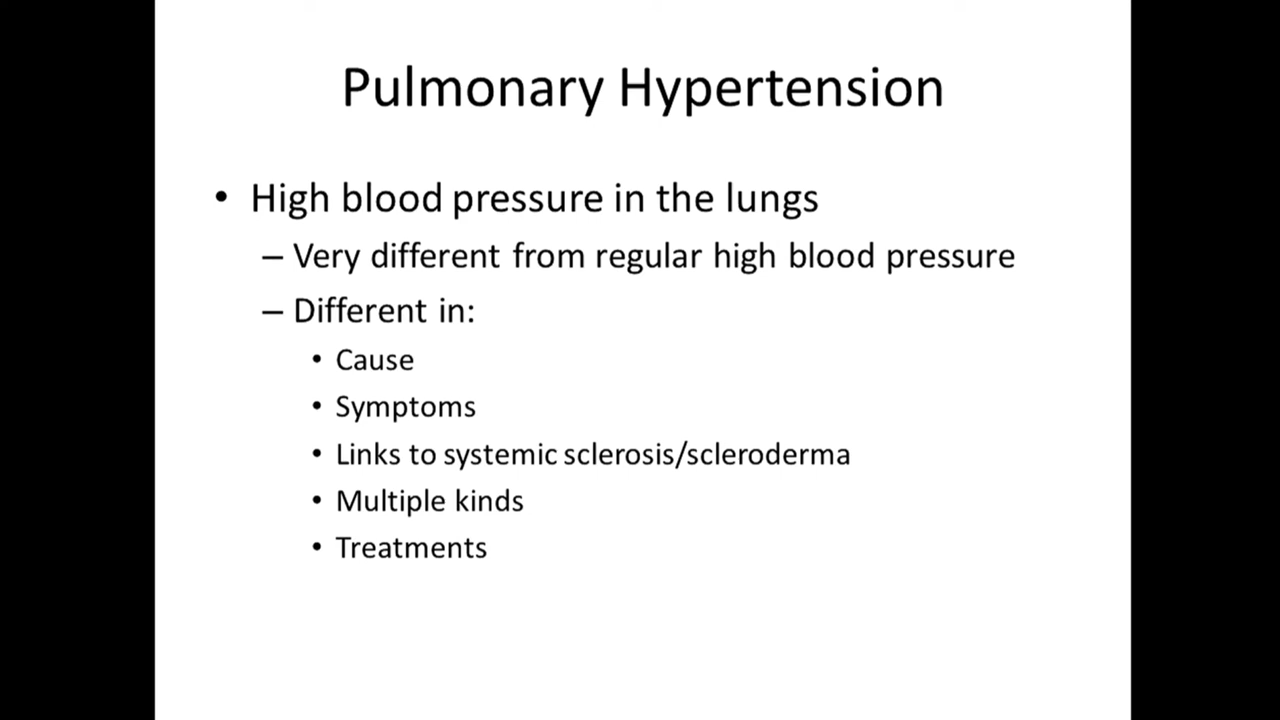 Pulmonary Hypertension
• High blood pressure in the lungs
– Very different from regular high blood pressure
– Different in:
• Cause
• Symptoms
• Links to systemic sclerosis/scleroderma
• Multiple kinds
• Treatments